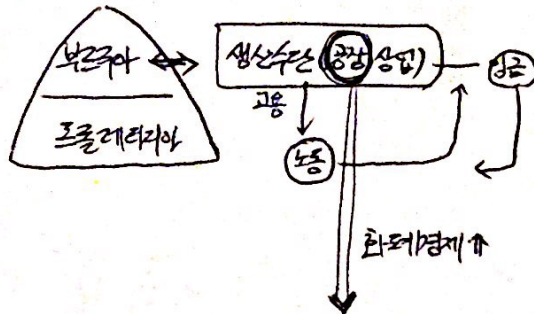 부르주아
프롤레타리아
생산수단 (공장, 상업)
고용
노동
임금
화폐경제 ↑